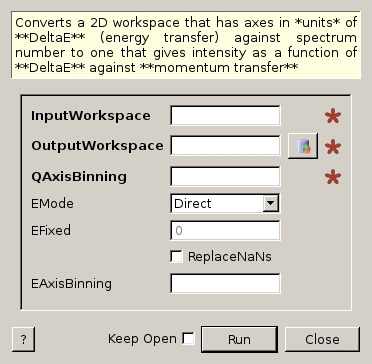 Converts a 2D workspace that has axes in *units* of
**DeltaE** (energy transfer) against spectrum
number to one that gives intensity as a function of
**DeltaE** against **momentum transfer**
InputWorkspace
OutputWorkspace
QAxisBinning
EMode Direct
EFixed 0
ReplaceNaNs
EAxisBinning
? Keep Open Run Close